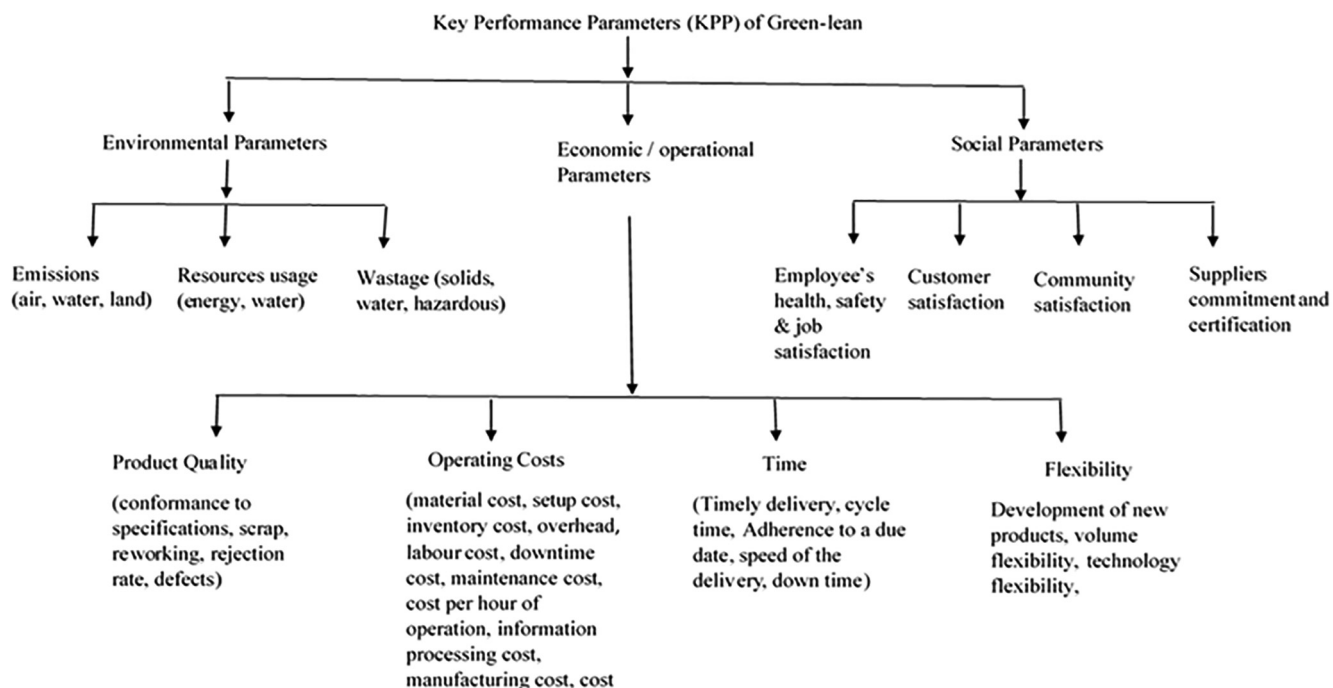 Key Performance Parameters (KPP) of Green-lean
Environmental Parameters
Economic / operational
Parameters
Social Parameters
Emissions
(air, water, land)
Resources usage
(energy, water)
Wastage (solids,
water, hazardous)
Employee's
health, safety
& job
satisfaction
Customer
satisfaction
Community
satisfaction
Suppliers
commitment and
certification
Product Quality
(conformance to
specifications, scrap,
reworking, rejection
rate, defects)
Operating Costs
(material cost, setup cost,
inventory cost, overhead,
labour cost, downtime
cost, maintenance cost,
cost per hour of
operation, information
processing cost,
manufacturing cost, cost
Time
(Timely delivery, cycle
time, Adherence to a due
date, speed of the
delivery, down time)
Flexibility
Development of new
products, volume
flexibility, technology
flexibility,